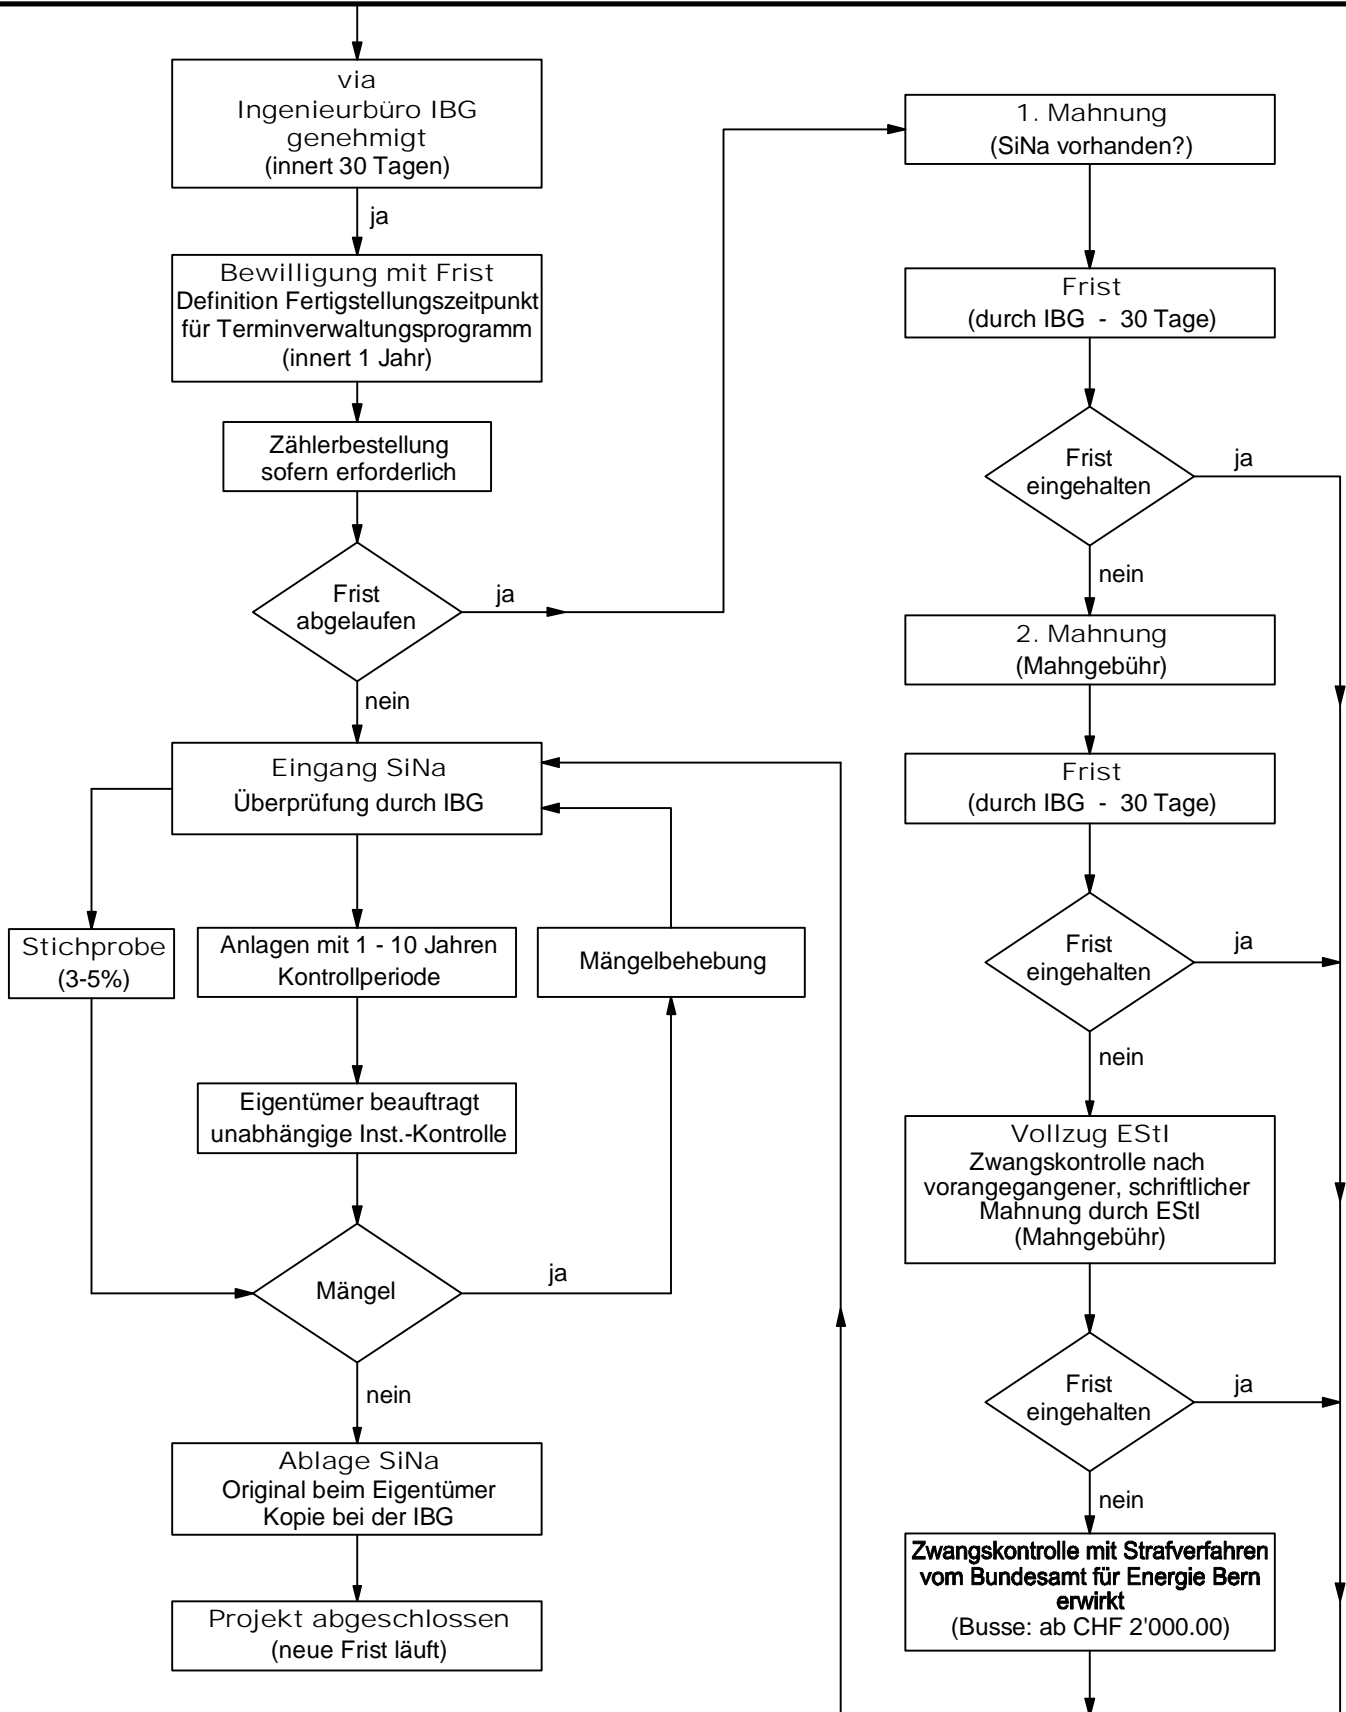 via
Ingenieurbüro IBG
genehmigt
(innert 30 Tagen)
ja
Bewilligung mit Frist
Definition Fertigstellungszeitpunkt
für Terminverwaltungsprogramm
(innert 1 Jahr)
Zählerbestellung
sofern erforderlich
Frist
abgelaufen
ja
nein
Eingang SiNa
Überprüfung durch IBG
Stichprobe
(3-5%)
Anlagen mit 1 - 10 Jahren
Kontrollperiode
Mängelbehebung
Eigentümer beauftragt
unabhängige Inst.-Kontrolle
Mängel
ja
nein
Ablage SiNa
Original beim Eigentümer
Kopie bei der IBG
Projekt abgeschlossen
(neue Frist läuft)
1. Mahnung
(SiNa vorhanden?)
Frist
(durch IBG - 30 Tage)
Frist
eingehalten
ja
nein
2. Mahnung
(Mahngebühr)
Frist
(durch IBG - 30 Tage)
Frist
eingehalten
ja
nein
Vollzug EStI
Zwangskontrolle nach
vorangegangener, schriftlicher
Mahnung durch EStI
(Mahngebühr)
Frist
eingehalten
ja
nein
Zwangskontrolle mit Strafverfahren
vom Bundesamt für Energie Bern
erwirkt
(Busse: ab CHF 2'000.00)